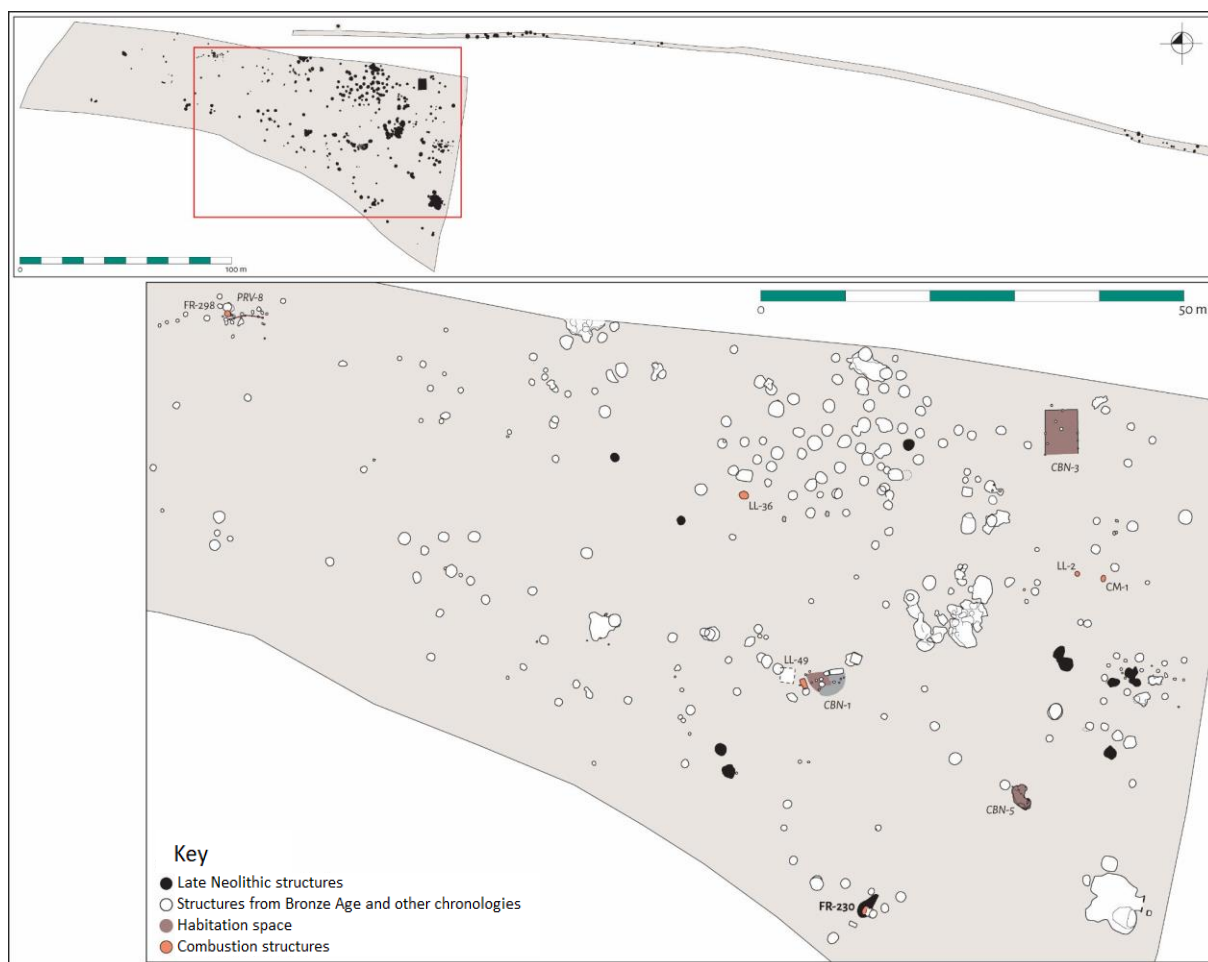 0
100 m
0
50 m
FR-298
PRV-8
CBN-3
LL-36
LL-2
CM-1
LL-49
CBN-1
CBN-5
FR-230
Key
Late Neolithic structures
Structures from Bronze Age and other chronologies
Habitation space
Combustion structures